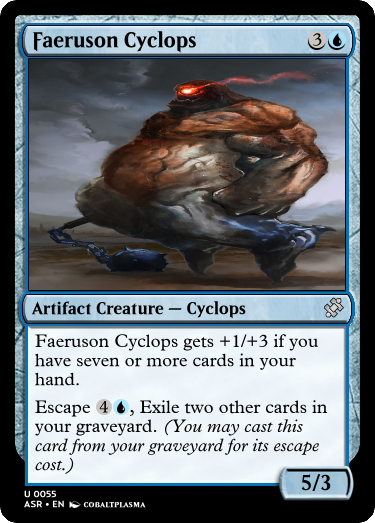 Faeruson Cyclops 3
Artifact Creature — Cyclops
Faeruson Cyclops gets +1/+3 if you
have seven or more cards in your
hand.
Escape 4, Exile two other cards in
your graveyard. (You may cast this
card from your graveyard for its escape
cost.)
5/3
U 0055
ASR • EN COBALTPLASMA